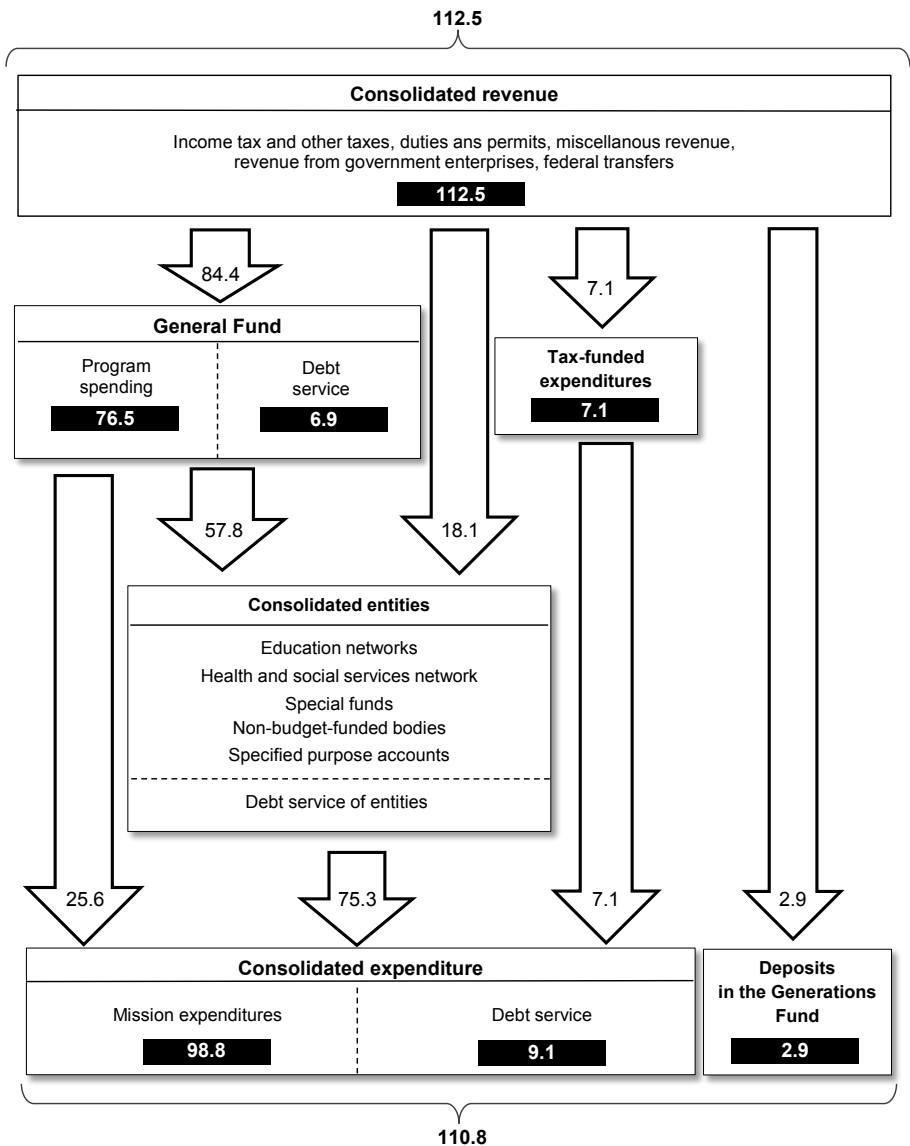 112.5
Consolidated revenue
Income tax and other taxes, duties ans permits, miscellanous revenue,
revenue from government enterprises, federal transfers
112.5
84.4
7.1
General Fund
Program
spending
76.5
Debt
service
6.9
Tax-funded
expenditures
7.1
57.8
18.1
Consolidated entities
Education networks
Health and social services network
Special funds
Non-budget-funded bodies
Specified purpose accounts
Debt service of entities
25.6
75.3
7.1
2.9
Consolidated expenditure
Mission expenditures
98.8
Debt service
9.1
Deposits
in the Generations
Fund
2.9
110.8